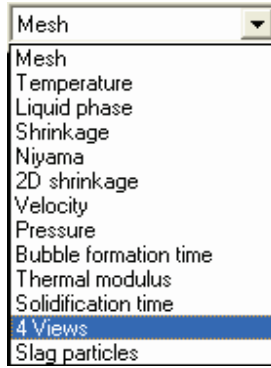 Mesh
Mesh
Temperature
Liquid phase
Shrinkage
Niyama
2D shrinkage
Velocity
Pressure
Bubble formation time
Thermal modulus
Solidification time
4 Views
Slag particles